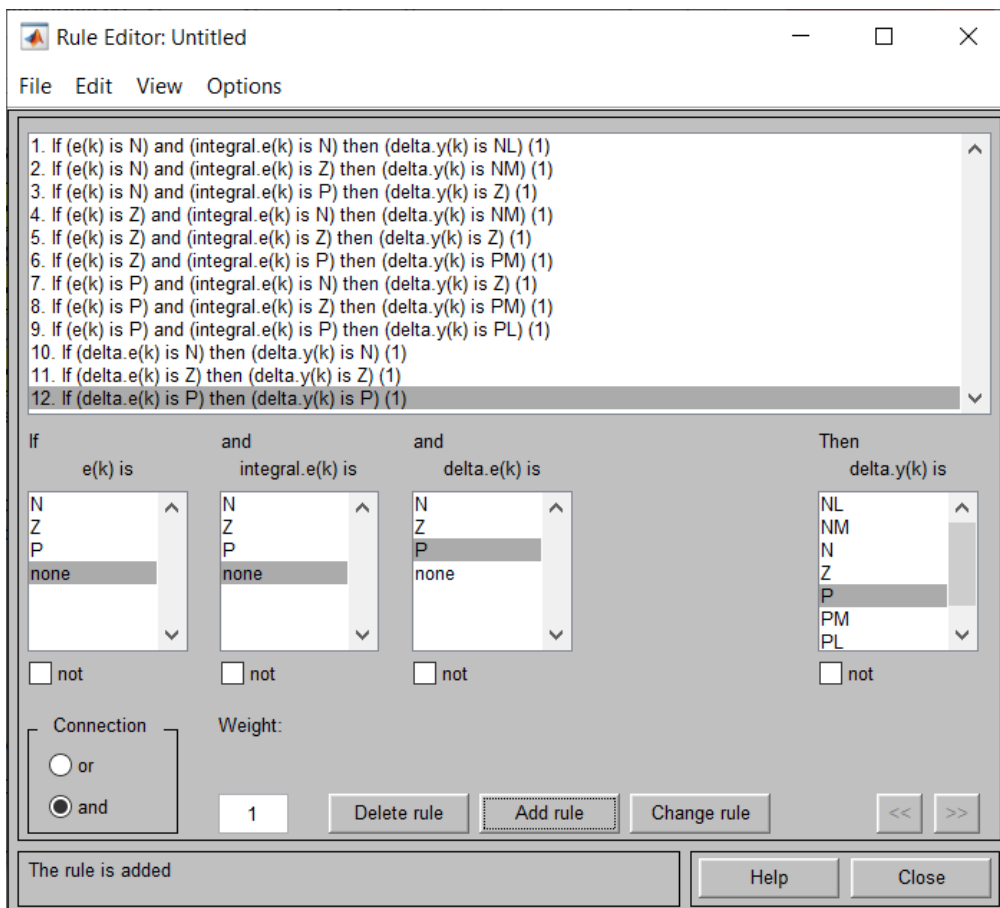 Rule Editor: Untitled
File Edit View Options
1. If (e(k) is N) and (integral.e(k) is N) then (delta.y(k) is NL) (1)
2. If (e(k) is N) and (integral.e(k) is Z) then (delta.y(k) is NM) (1)
3. If (e(k) is N) and (integral.e(k) is P) then (delta.y(k) is Z) (1)
4. If (e(k) is Z) and (integral.e(k) is N) then (delta.y(k) is NM) (1)
5. If (e(k) is Z) and (integral.e(k) is Z) then (delta.y(k) is Z) (1)
6. If (e(k) is Z) and (integral.e(k) is P) then (delta.y(k) is PM) (1)
7. If (e(k) is P) and (integral.e(k) is N) then (delta.y(k) is Z) (1)
8. If (e(k) is P) and (integral.e(k) is Z) then (delta.y(k) is PM) (1)
9. If (e(k) is P) and (integral.e(k) is P) then (delta.y(k) is PL) (1)
10. If (delta.e(k) is N) then (delta.y(k) is N) (1)
11. If (delta.e(k) is Z) then (delta.y(k) is Z) (1)
12. If (delta.e(k) is P) then (delta.y(k) is P) (1)
If and and Then
e(k) is integral.e(k) is delta.e(k) is delta.y(k) is
N
Z
P
none
N
Z
P
none
N
Z
P
none
NL
NM
N
Z
P
PM
PL
not not not not
Connection Weight:
or
and 1 Delete rule Add rule Change rule << >>
The rule is added Help Close